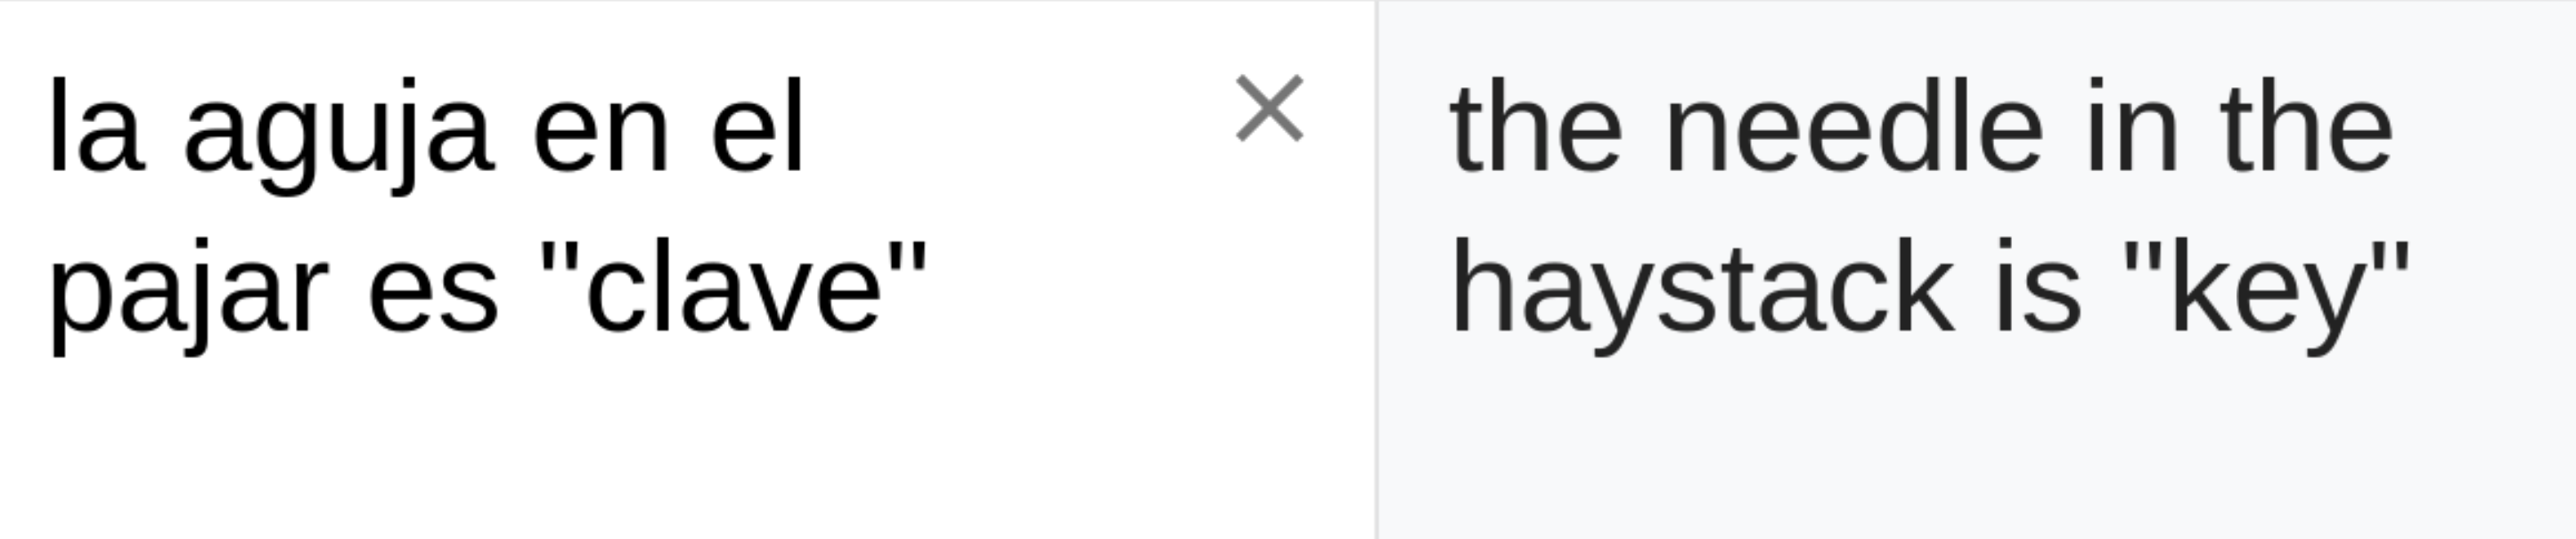 la aguja en el
pajar es "clave"
the needle in the
haystack is "key"